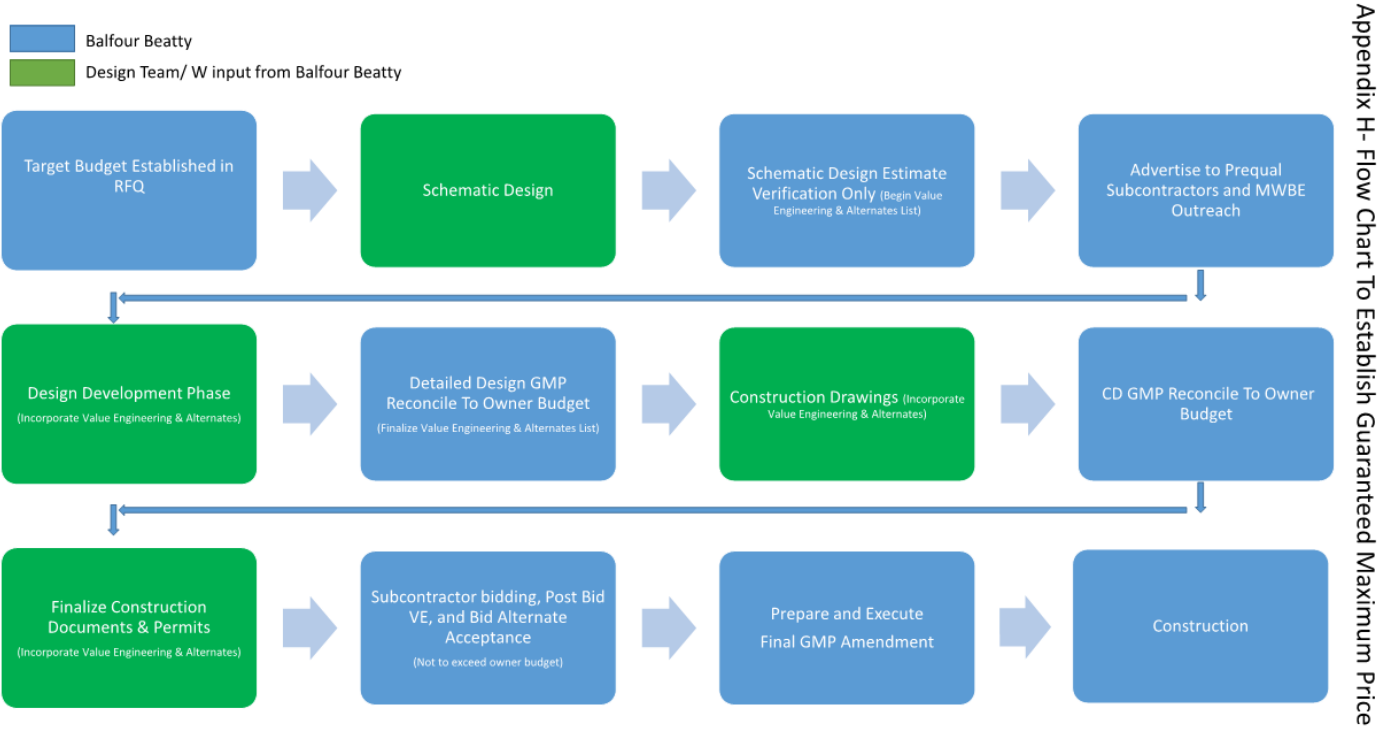 Balfour Beatty
Design Team/ W input from Balfour Beatty
Appendix H- Flow Chart To Establish Guaranteed Maximum Price
Target Budget Established in
RFQ
Schematic Design
Schematic Design Estimate
Verification Only (Begin Value
Engineering & Alternates List)
Advertise to Prequal
Subcontractors and MWBE
Outreach
Design Development Phase
(Incorporate Value Engineering & Alternates)
Detailed Design GMP
Reconcile To Owner Budget
(Finalize Value Engineering & Alternates List)
Construction Drawings (Incorporate
Value Engineering & Alternates)
CD GMP Reconcile To Owner
Budget
Finalize Construction
Documents & Permits
(Incorporate Value Engineering & Alternates)
Subcontractor bidding, Post Bid
VE, and Bid Alternate
Acceptance
(Not to exceed owner budget)
Prepare and Execute
Final GMP Amendment
Construction